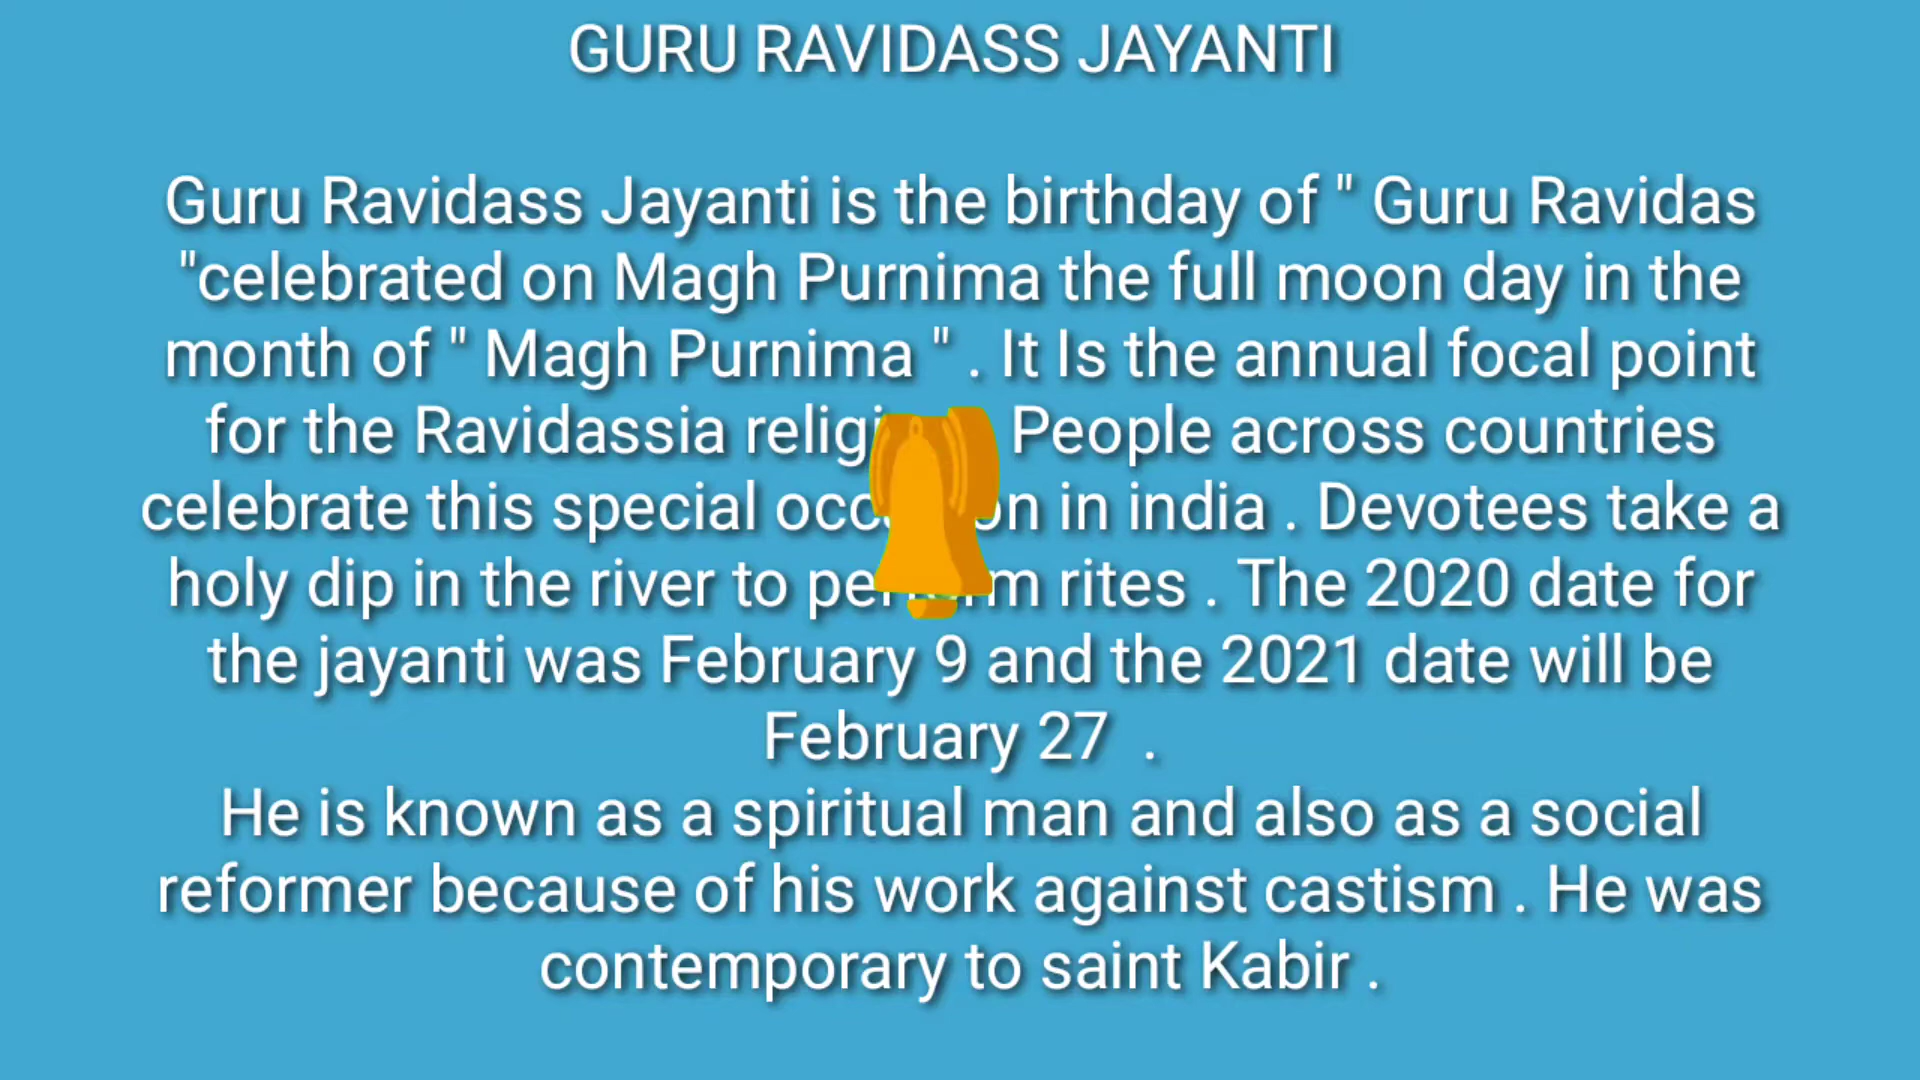 GURU RAVIDASS JAYANTI
Guru Ravidass Jayanti is the birthday of " Guru Ravidas
"celebrated on Magh Purnima the full moon day in the
month of " Magh Purnima " . It Is the annual focal point
for the Ravidassia People across countries
celebrate this special in india . Devotees take a
holy dip in the river to rites . The 2020 date for
the jayanti was February 9 and the 2021 date will be
February 27 .
He is known as a spiritual man and also as a social
reformer because of his work against castism . He was
contemporary to saint Kabir .